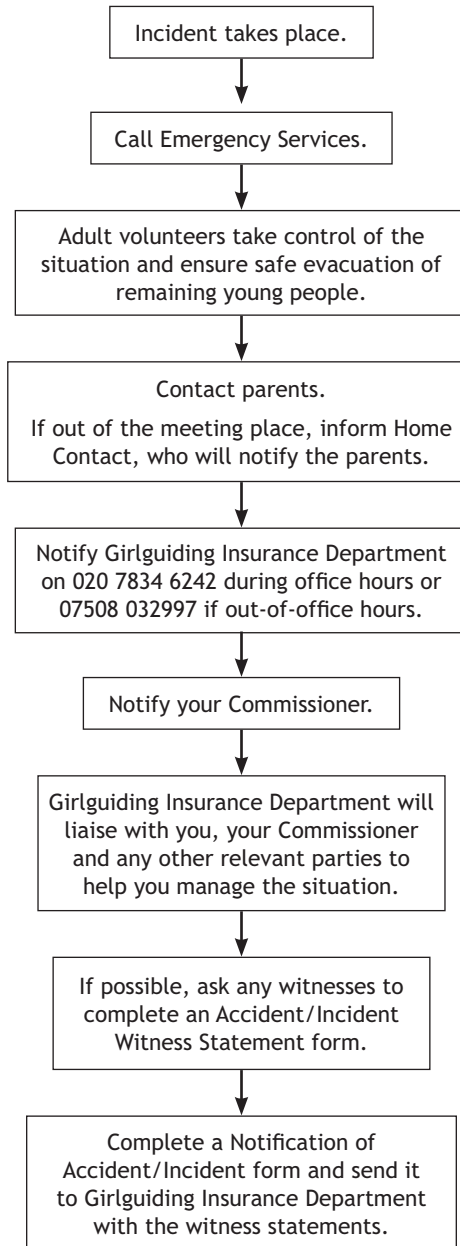 Incident takes place.
Call Emergency Services.
Adult volunteers take control of the
situation and ensure safe evacuation of
remaining young people.
Contact parents.
If out of the meeting place, inform Home
Contact, who will notify the parents.
Notify Girlguiding Insurance Department
on 020 7834 6242 during office hours or
07508 032997 if out-of-office hours.
Notify your Commissioner.
Girlguiding Insurance Department will
liaise with you, your Commissioner
and any other relevant parties to
help you manage the situation.
If possible, ask any witnesses to
complete an Accident/Incident
Witness Statement form.
Complete a Notification of
Accident/Incident form and send it
to Girlguiding Insurance Department
with the witness statements.